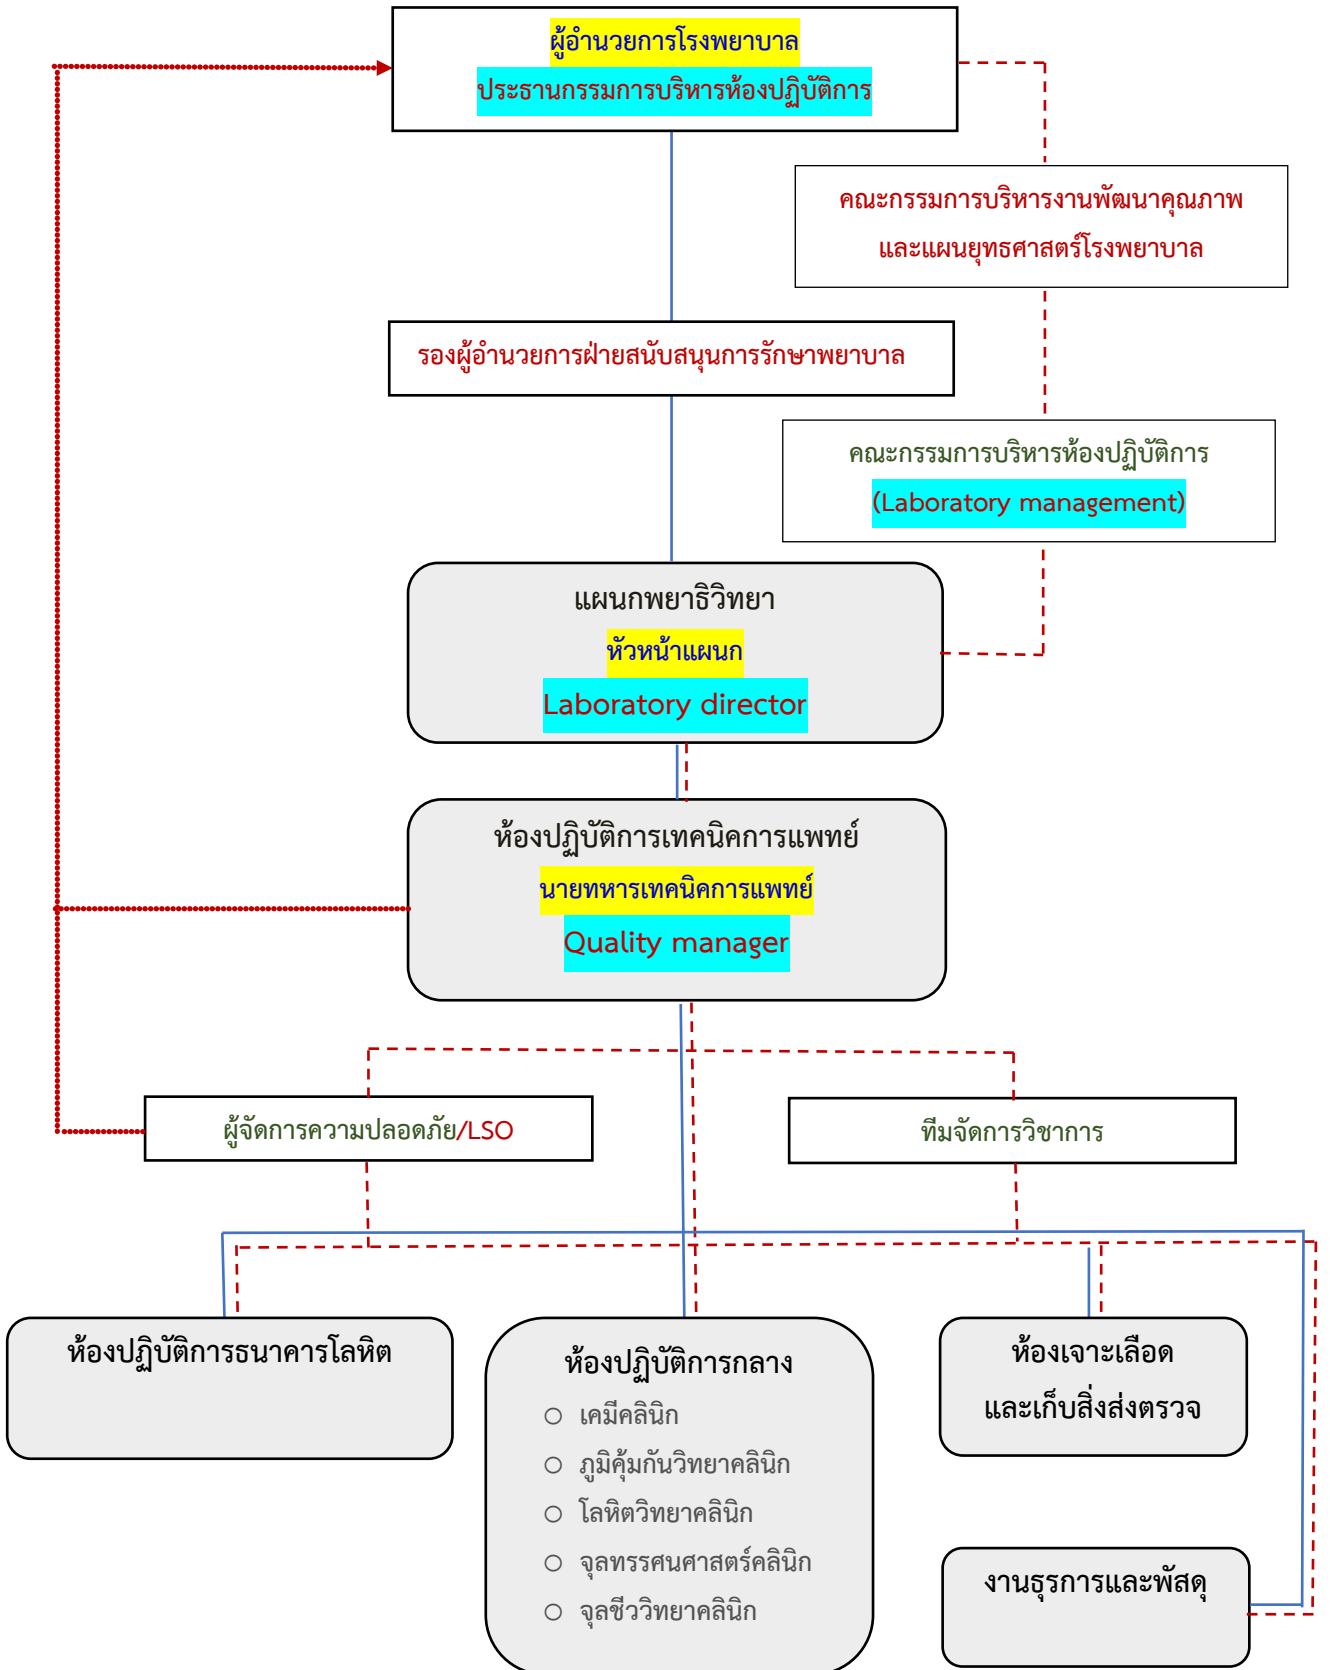 ผู้อำนวยการโรงพยาบาล
ประธานกรรมการบริหารห้องปฏิบัติการ
คณะกรรมการบริหารงานพัฒนาคุณภาพ
และแผนยุทธศาสตร์โรงพยาบาล
รองผู้อำนวยการฝ่ายสนับสนุนการรักษาพยาบาล
คณะกรรมการบริหารห้องปฏิบัติการ
(Laboratory management)
แผนกพยาธิวิทยา
หัวหน้าแผนก
Laboratory director
ห้องปฏิบัติการเทคนิคการแพทย์
นายทหารเทคนิคการแพทย์
Quality manager
ผู้จัดการความปลอดภัย/LSO
ทีมจัดการวิชาการ
ห้องปฏิบัติการธนาคารโลหิต
ห้องปฏิบัติการกลาง
เคมีคลินิก
ภูมิคุ้มกันวิทยาคลินิก
โลหิตวิทยาคลินิก
จุลทรรศนศาสตร์คลินิก
จุลชีววิทยาคลินิก
ห้องเจาะเลือด
และเก็บสิ่งส่งตรวจ
งานธุรการและพัสดุ